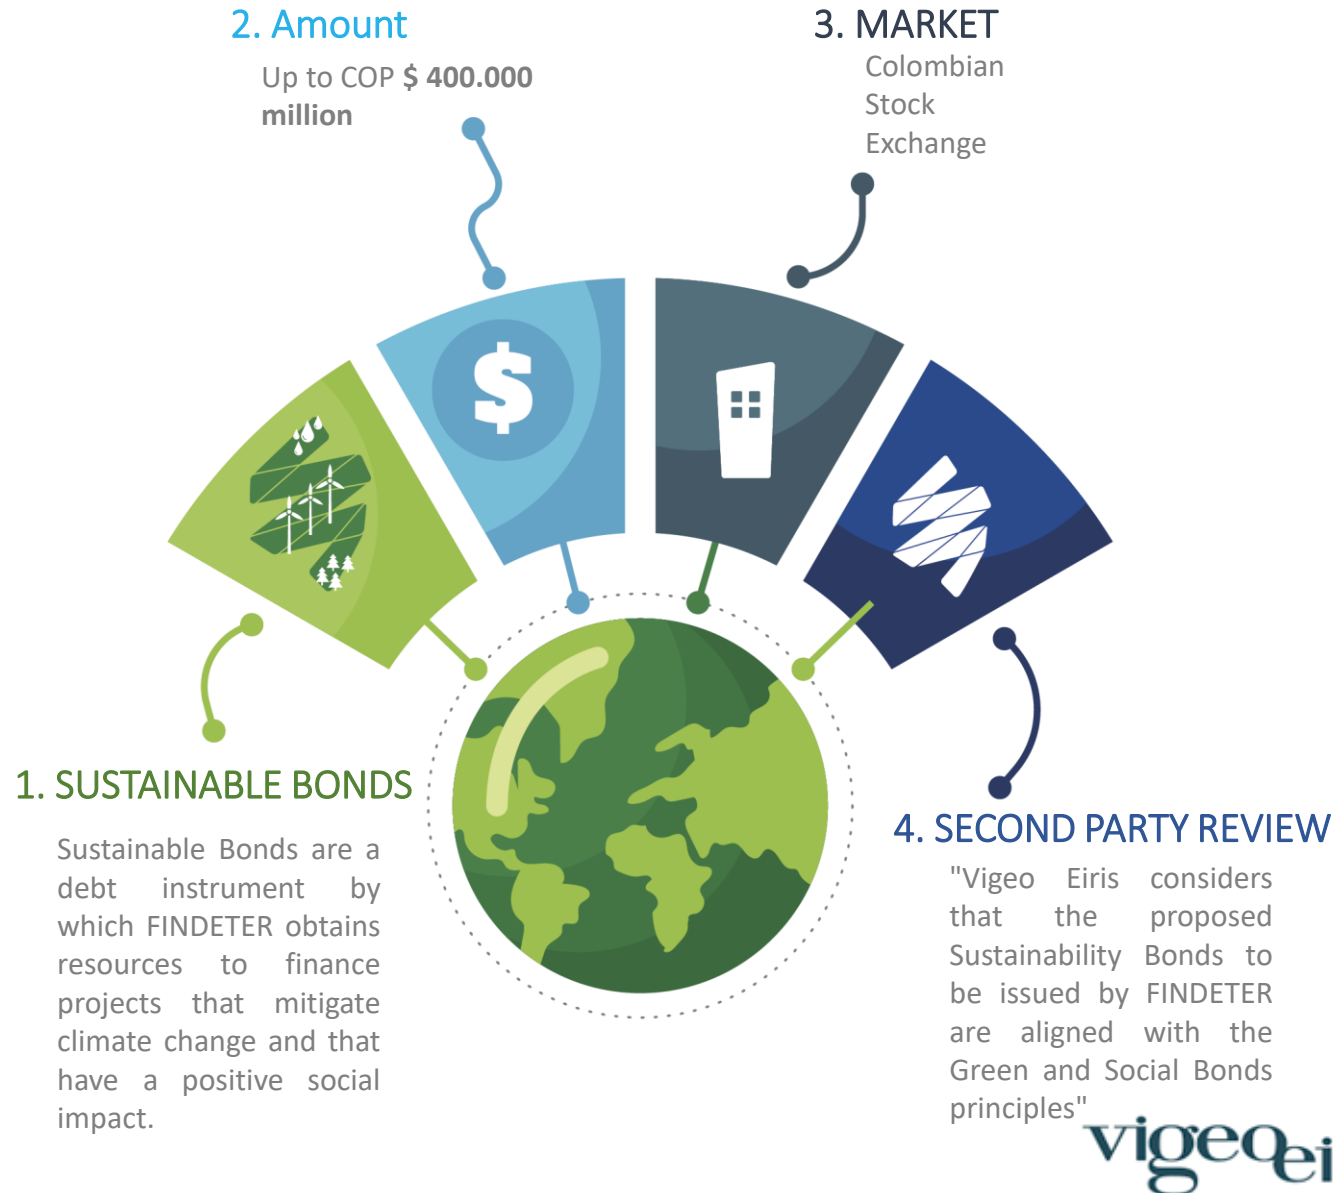 2. Amount
Up to COP $ 400.000
million
3. MARKET
Colombian
Stock
Exchange
$
1. SUSTAINABLE BONDS
Sustainable Bonds are a
debt instrument by
which FINDETER obtains
resources to finance
projects that mitigate
climate change and that
have a positive social
impact.
4. SECOND PARTY REVIEW
"Vigeo Eiris considers
that the proposed
Sustainability Bonds to
be issued by FINDETER
are aligned with the
Green and Social Bonds
principles"
vigeo ei